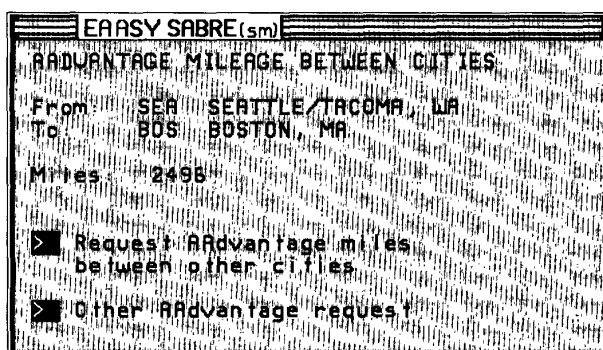 EAASY SABRE(sm)
AADVANTAGE MILEAGE BETWEEN CITIES
From SEA SEATTLE/TACOMA, WA
To BOS BOSTON, MA
Miles: 2496
> Request AAdvantage miles
between other cities
> Other AAdvantage request